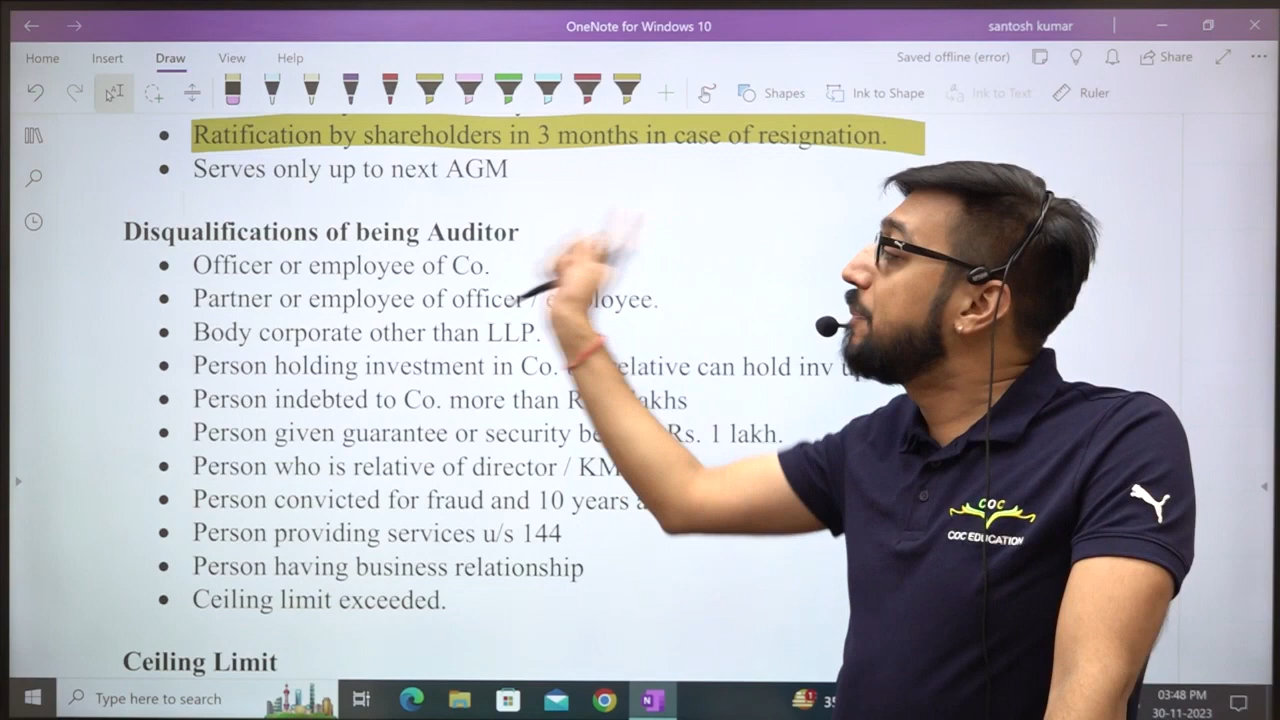 OneNote for Windows 10
santosh kumar
Home Insert Draw View Help
Saved offline (error)
Share
Shapes
Ink to Shape
Ink to Text
Ruler
Ratification by shareholders in 3 months in case of resignation.
Serves only up to next AGM
Disqualifications of being Auditor
Officer or employee of Co.
Partner or employee of officer / employee.
Body corporate other than LLP.
Person holding investment in Co. relative can hold inv
Person indebted to Co. more than lakhs
Person given guarantee or security Rs. 1 lakh.
Person who is relative of director /
Person convicted for fraud and 10 years
Person providing services u/s 144
Person having business relationship
Ceiling limit exceeded.
Ceiling Limit
Type here to search
03:48 PM
30-11-2023
COC
COC EDUCATION